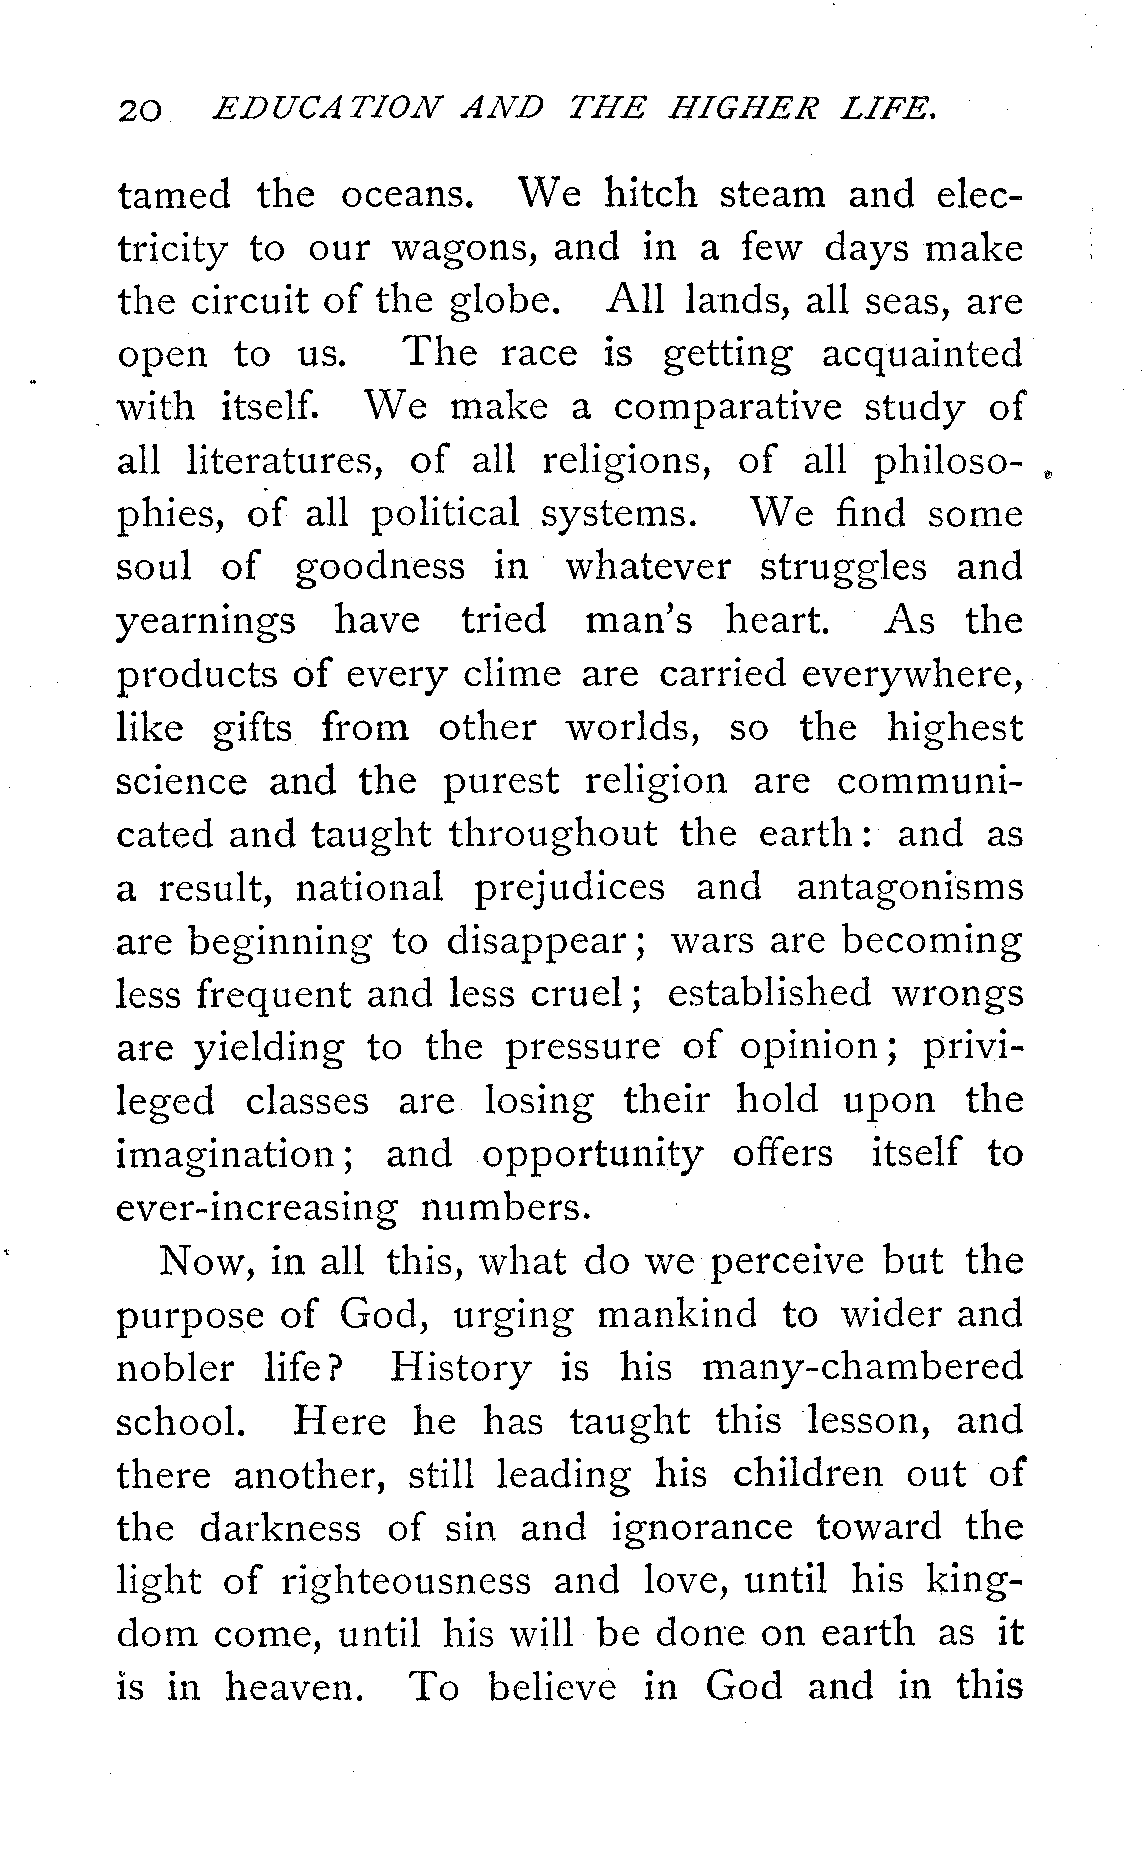 20 EDUCATION AND THE HIGHER LIFE.
tamed the oceans. We hitch steam and elec-
tricity to our wagons, and in a few days make
the circuit of the globe. All lands, all seas, are
open to us. The race is getting acquainted
with itself. We make a comparative study of
all literatures, of all religions, of all philoso-
phies, of all political systems. We find some
soul of goodness in whatever struggles and
yearnings have tried man's heart. As the
products of every clime are carried everywhere,
like gifts from other worlds, so the highest
science and the purest religion are communi-
cated and taught throughout the earth: and as
a result, national prejudices and antagonisms
are beginning to disappear; wars are becoming
less frequent and less cruel; established wrongs
are yielding to the pressure of opinion; privi-
leged classes are losing their hold upon the
imagination; and opportunity offers itself to
ever-increasing numbers.
Now, in all this, what do we perceive but the
purpose of God, urging mankind to wider and
nobler life? History is his many-chambered
school. Here he has taught this lesson, and
there another, still leading his children out of
the darkness of sin and ignorance toward the
light of righteousness and love, until his king-
dom come, until his will be done on earth as it
is in heaven. To believe in God and in this